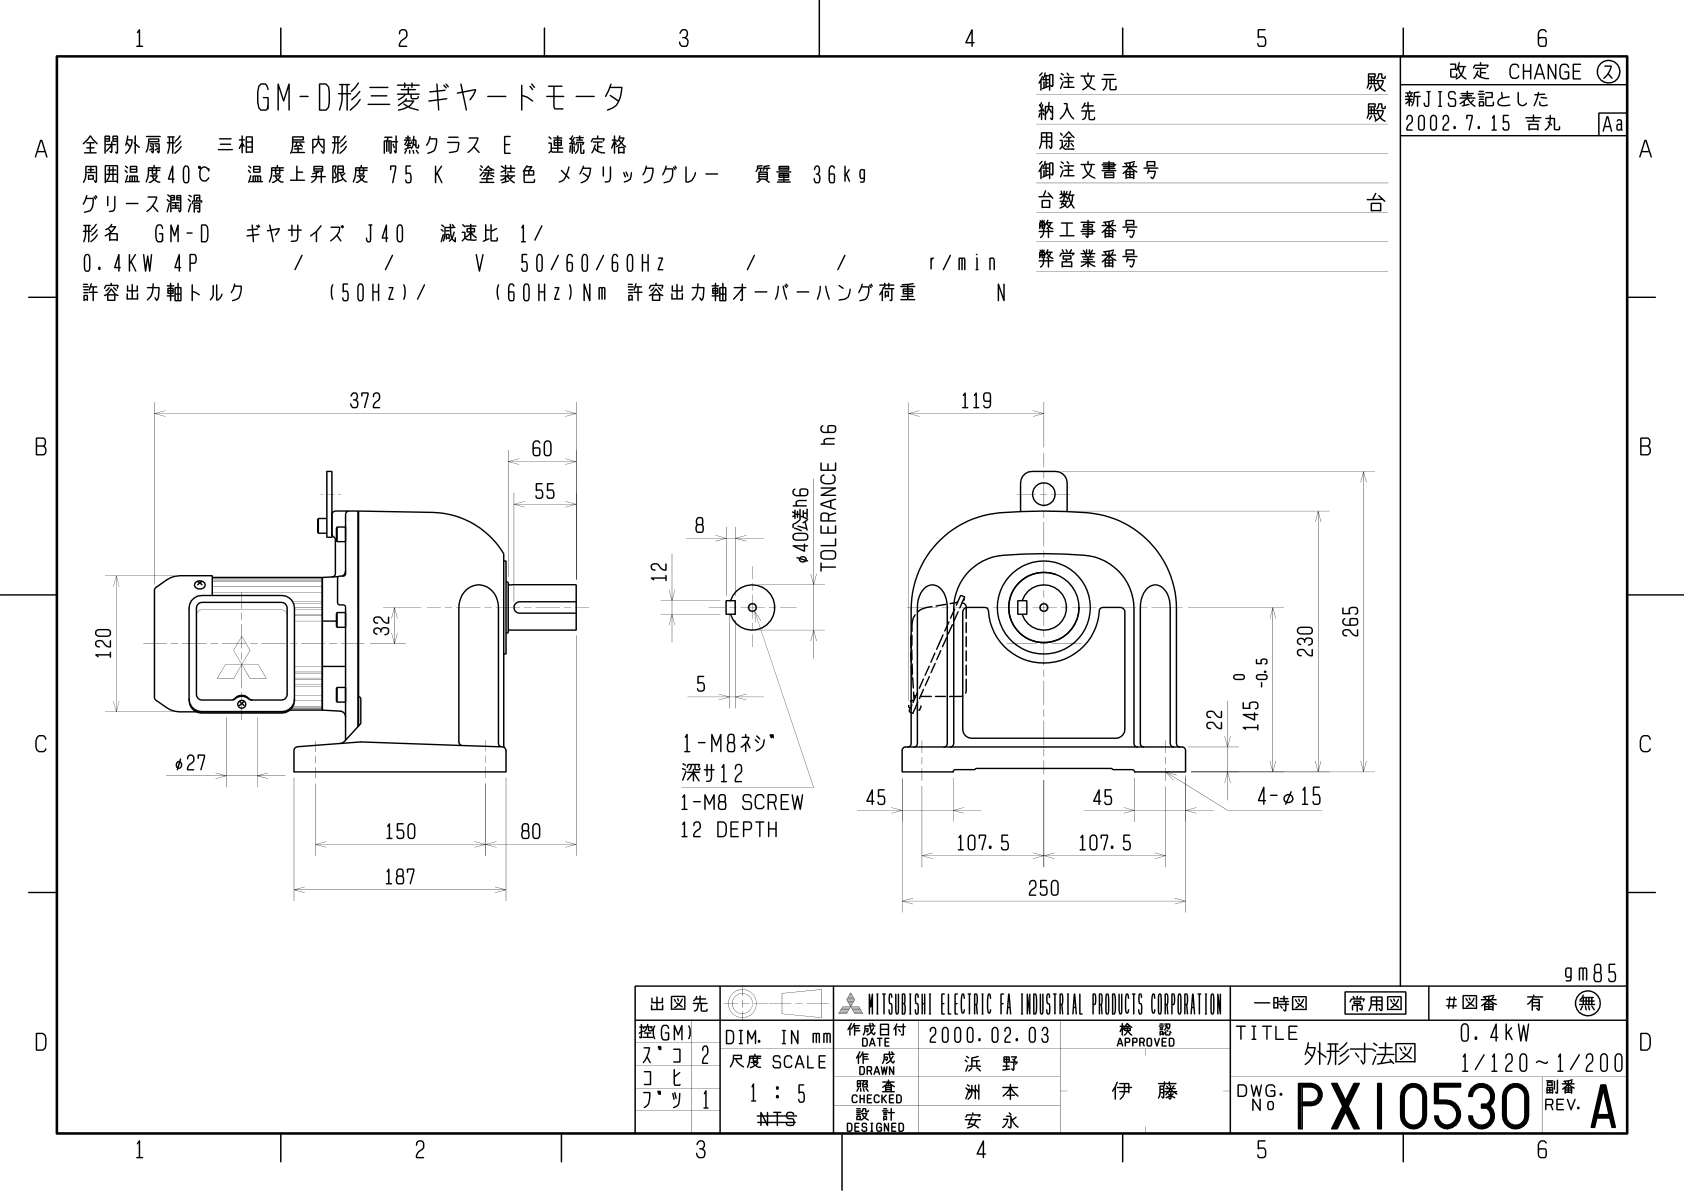 1 2 3 4 5 6
GM-D形三菱ギヤードモータ
全閉外扇形 三相 屋内形 耐熱クラス E 連続定格
周囲温度40℃ 温度上昇限度 75 K 塗装色 メタリックグレー 質量 36kg
グリース潤滑
形名 GM-D ギヤサイズ J40 減速比 1/
0.4KW 4P / / V 50/60/60Hz / / r/min
許容出力軸トルク (50Hz)/ (60Hz)Nm 許容出力軸オーバーハング荷重 N
御注文元 殿
納入先 殿
用途
御注文書番号
台数 台
弊工事番号
弊営業番号
改定 CHANGE ス
新JIS表記とした
2002.7.15 吉丸 Aa
A A
B B
C C
D D
372
60
55
120
32
φ27
150 80
187
8
12
5
φ40公差h6
TOLERANCE h6
1-M8ネジ
深サ12
1-M8 SCREW
12 DEPTH
119
265
230
145 0 -0.5
22
45 45
4-φ15
107.5 107.5
250
gm85
出図先
控(GM)
ズコ 2
コヒ
ブツ 1
DIM. IN mm
尺度 SCALE
1 : 5
NTS
MITSUBISHI ELECTRIC FA INDUSTRIAL PRODUCTS CORPORATION
作成日付 DATE 2000.02.03
作成 DRAWN 浜野
照査 CHECKED 洲本
設計 DESIGNED 安永
検認 APPROVED
伊藤
一時図 常用図 #図番 有 無
TITLE 0.4kW
外形寸法図 1/120~1/200
DWG. No PX10530 副番 REV. A
1 2 3 4 5 6